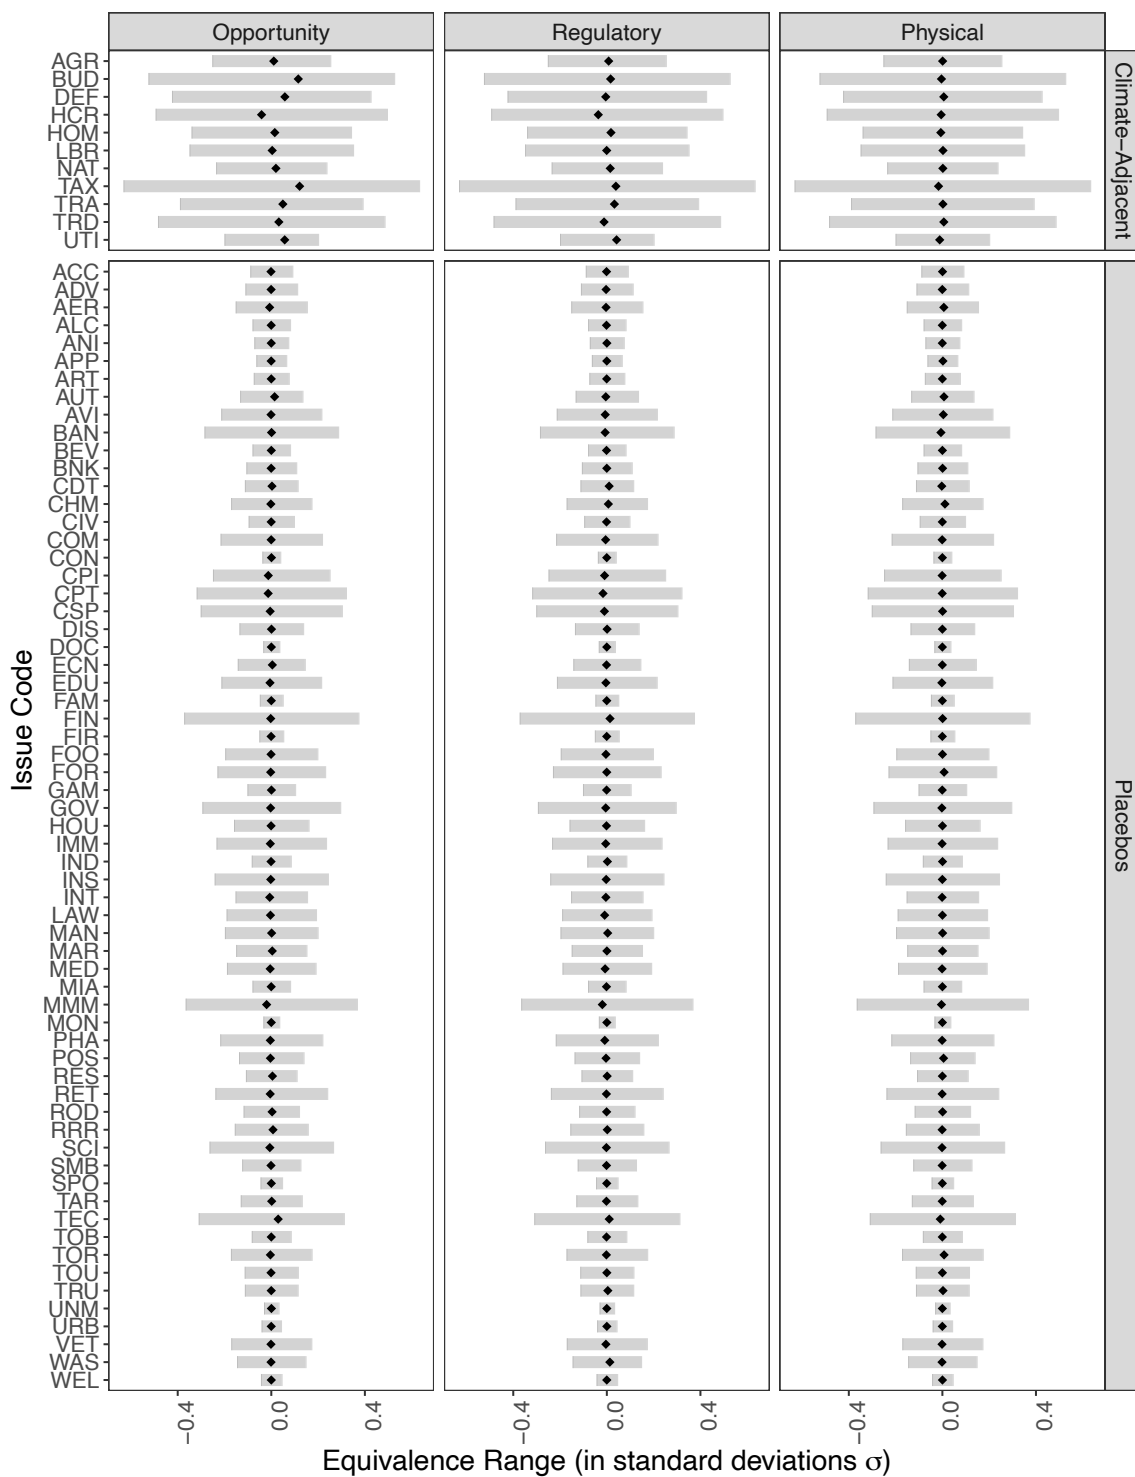 Opportunity
Regulatory
Physical
Climate−Adjacent
AGR
BUD
DEF
HCR
HOM
LBR
NAT
TAX
TRA
TRD
UTI
Placebos
ACC
ADV
AER
ALC
ANI
APP
ART
AUT
AVI
BAN
BEV
BNK
CDT
CHM
CIV
COM
CON
CPI
CPT
CSP
DIS
DOC
ECN
EDU
FAM
FIN
FIR
FOO
FOR
GAM
GOV
HOU
IMM
IND
INS
INT
LAW
MAN
MAR
MED
MIA
MMM
MON
PHA
POS
RES
RET
ROD
RRR
SCI
SMB
SPO
TAR
TEC
TOB
TOR
TOU
TRU
UNM
URB
VET
WAS
WEL
Issue Code
−0.4 0.0 0.4 −0.4 0.0 0.4 −0.4 0.0 0.4
Equivalence Range (in standard deviations σ)